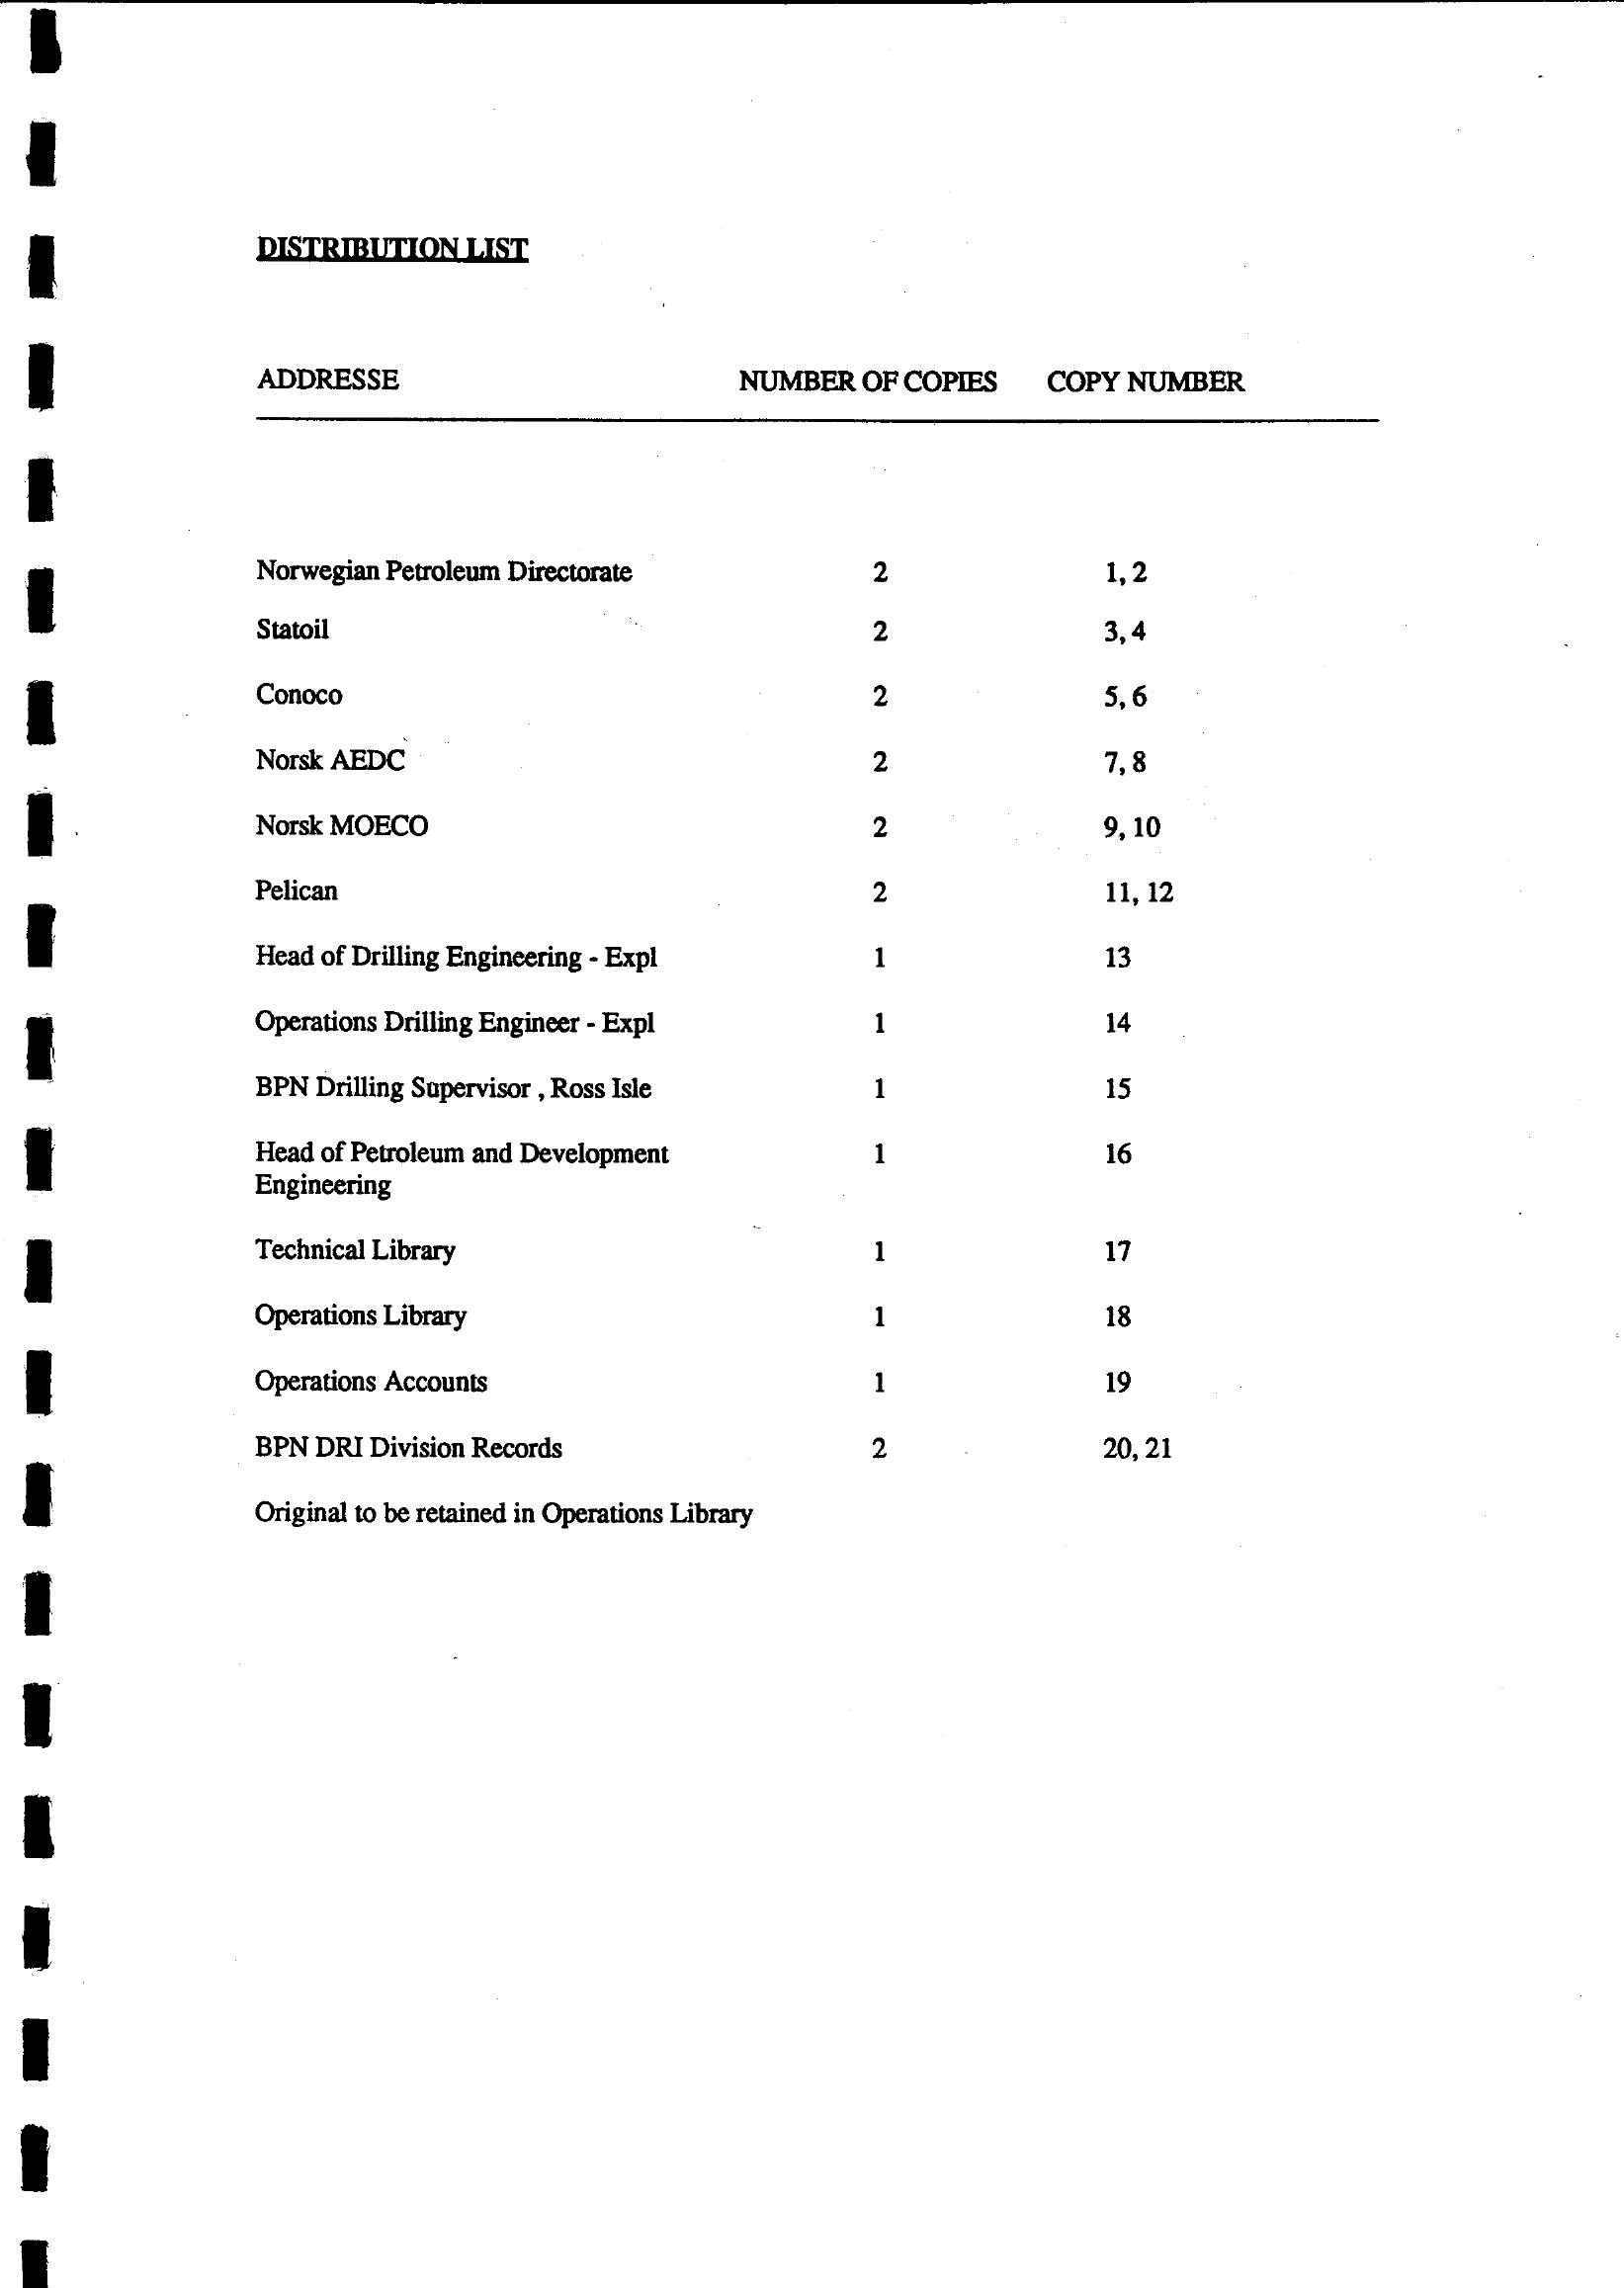 DISTRIBUTION LIST
ADDRESSE NUMBER OF COPIES COPY NUMBER
Norwegian Petroleum Directorate 2 1, 2
Statoil 2 3, 4
Conoco 2 5, 6
Norsk AEDC 2 7, 8
Norsk MOECO 2 9, 10
Pelican 2 11, 12
Head of Drilling Engineering - Expl 1 13
Operations Drilling Engineer - Expl 1 14
BPN Drilling Supervisor , Ross Isle 1 15
Head of Petroleum and Development 1 16
Engineering
Technical Library 1 17
Operations Library 1 18
Operations Accounts 1 19
BPN DRI Division Records 2 20, 21
Original to be retained in Operations Library